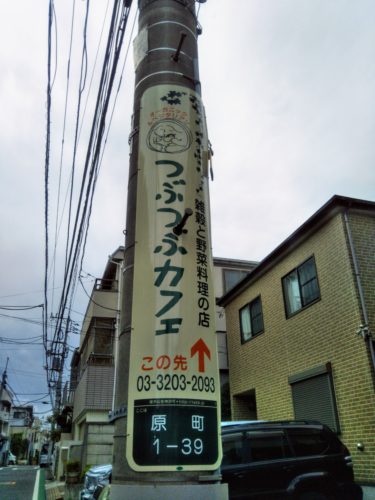 つぶつぶカフェ
雑穀と野菜料理の店
この先
03-3203-2093
原町
1-39